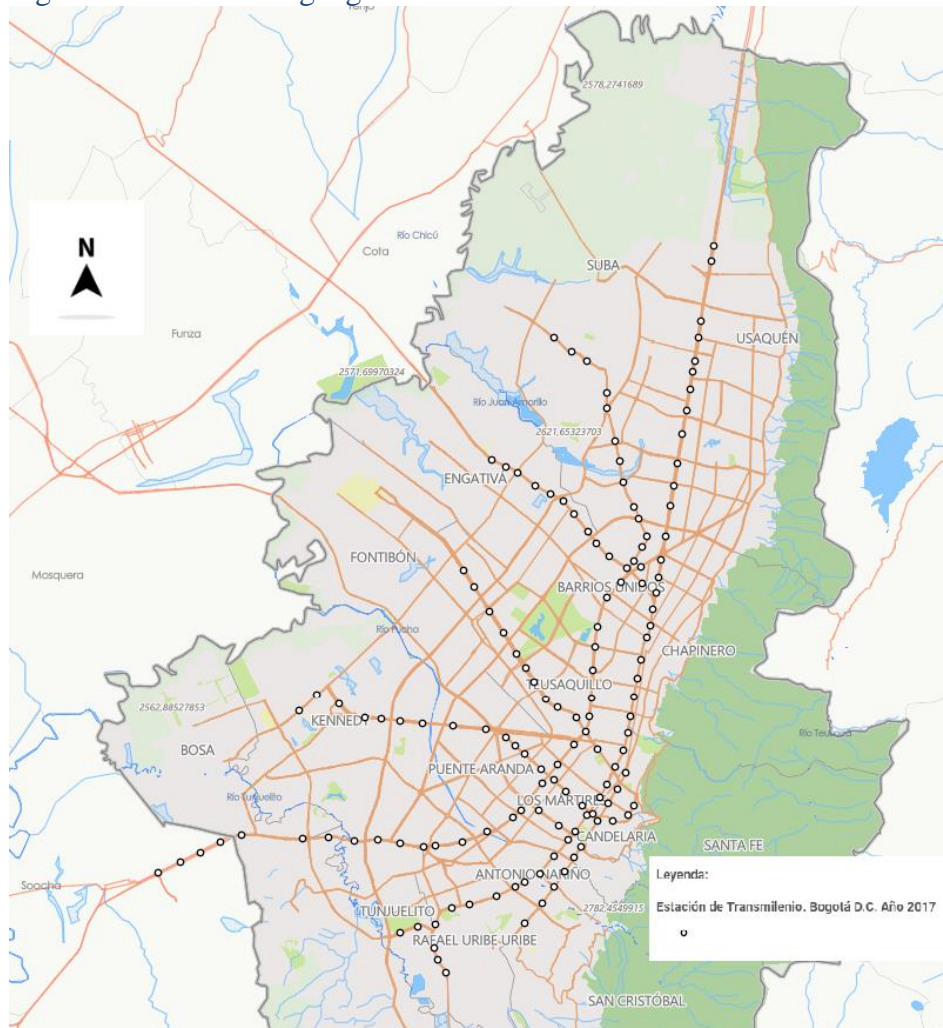 Tenjo
2578,2741689
N
Río Chicú
Cota
SUBA
Funza
USAQUÉN
2571,69970324
Río Juan Amarillo
2621,65323703
ENGATIVÁ
FONTIBÓN
Mosquera
BARRIOS UNIDOS
Río Fucha
CHAPINERO
TEUSAQUILLO
2562,88527853
KENNEDY
Río Teusacá
BOSA
PUENTE ARANDA
Río Tunjuelito
LOS MARTIRES
CANDELARIA
SANTA FE
Soacha
ANTONIO NARIÑO
Leyenda:
Estación de Transmilenio. Bogotá D.C. Año 2017
TUNJUELITO
2782,4549915
RAFAEL URIBE URIBE
SAN CRISTÓBAL